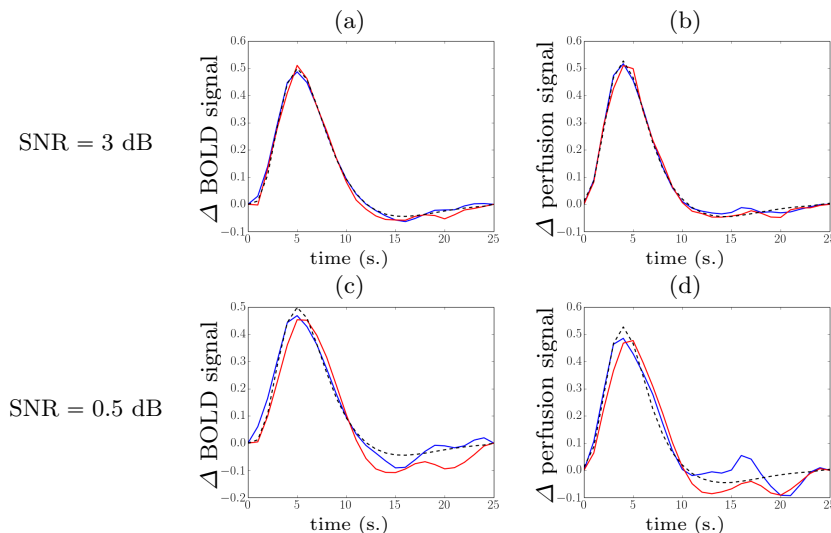 (a)
(b)
SNR = 3 dB
Δ BOLD signal
0.6
0.5
0.4
0.3
0.2
0.1
0.0
−0.1
0 5 10 15 20 25
time (s.)
Δ perfusion signal
0.6
0.5
0.4
0.3
0.2
0.1
0.0
−0.1
0 5 10 15 20 25
time (s.)
(c)
(d)
SNR = 0.5 dB
Δ BOLD signal
0.5
0.4
0.3
0.2
0.1
0.0
−0.1
−0.2
0 5 10 15 20 25
time (s.)
Δ perfusion signal
0.6
0.5
0.4
0.3
0.2
0.1
0.0
−0.1
0 5 10 15 20 25
time (s.)